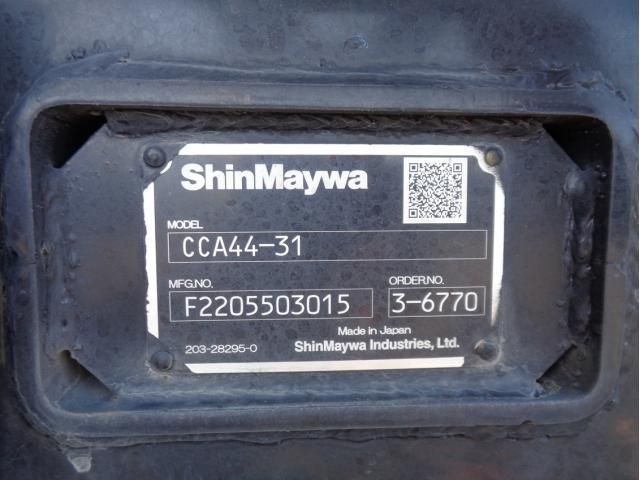 ShinMaywa
MODEL
CCA44-31
MFG.NO. ORDER.NO.
F2205503015 3-6770
Made in Japan
203-28295-0 ShinMaywa Industries, Ltd.